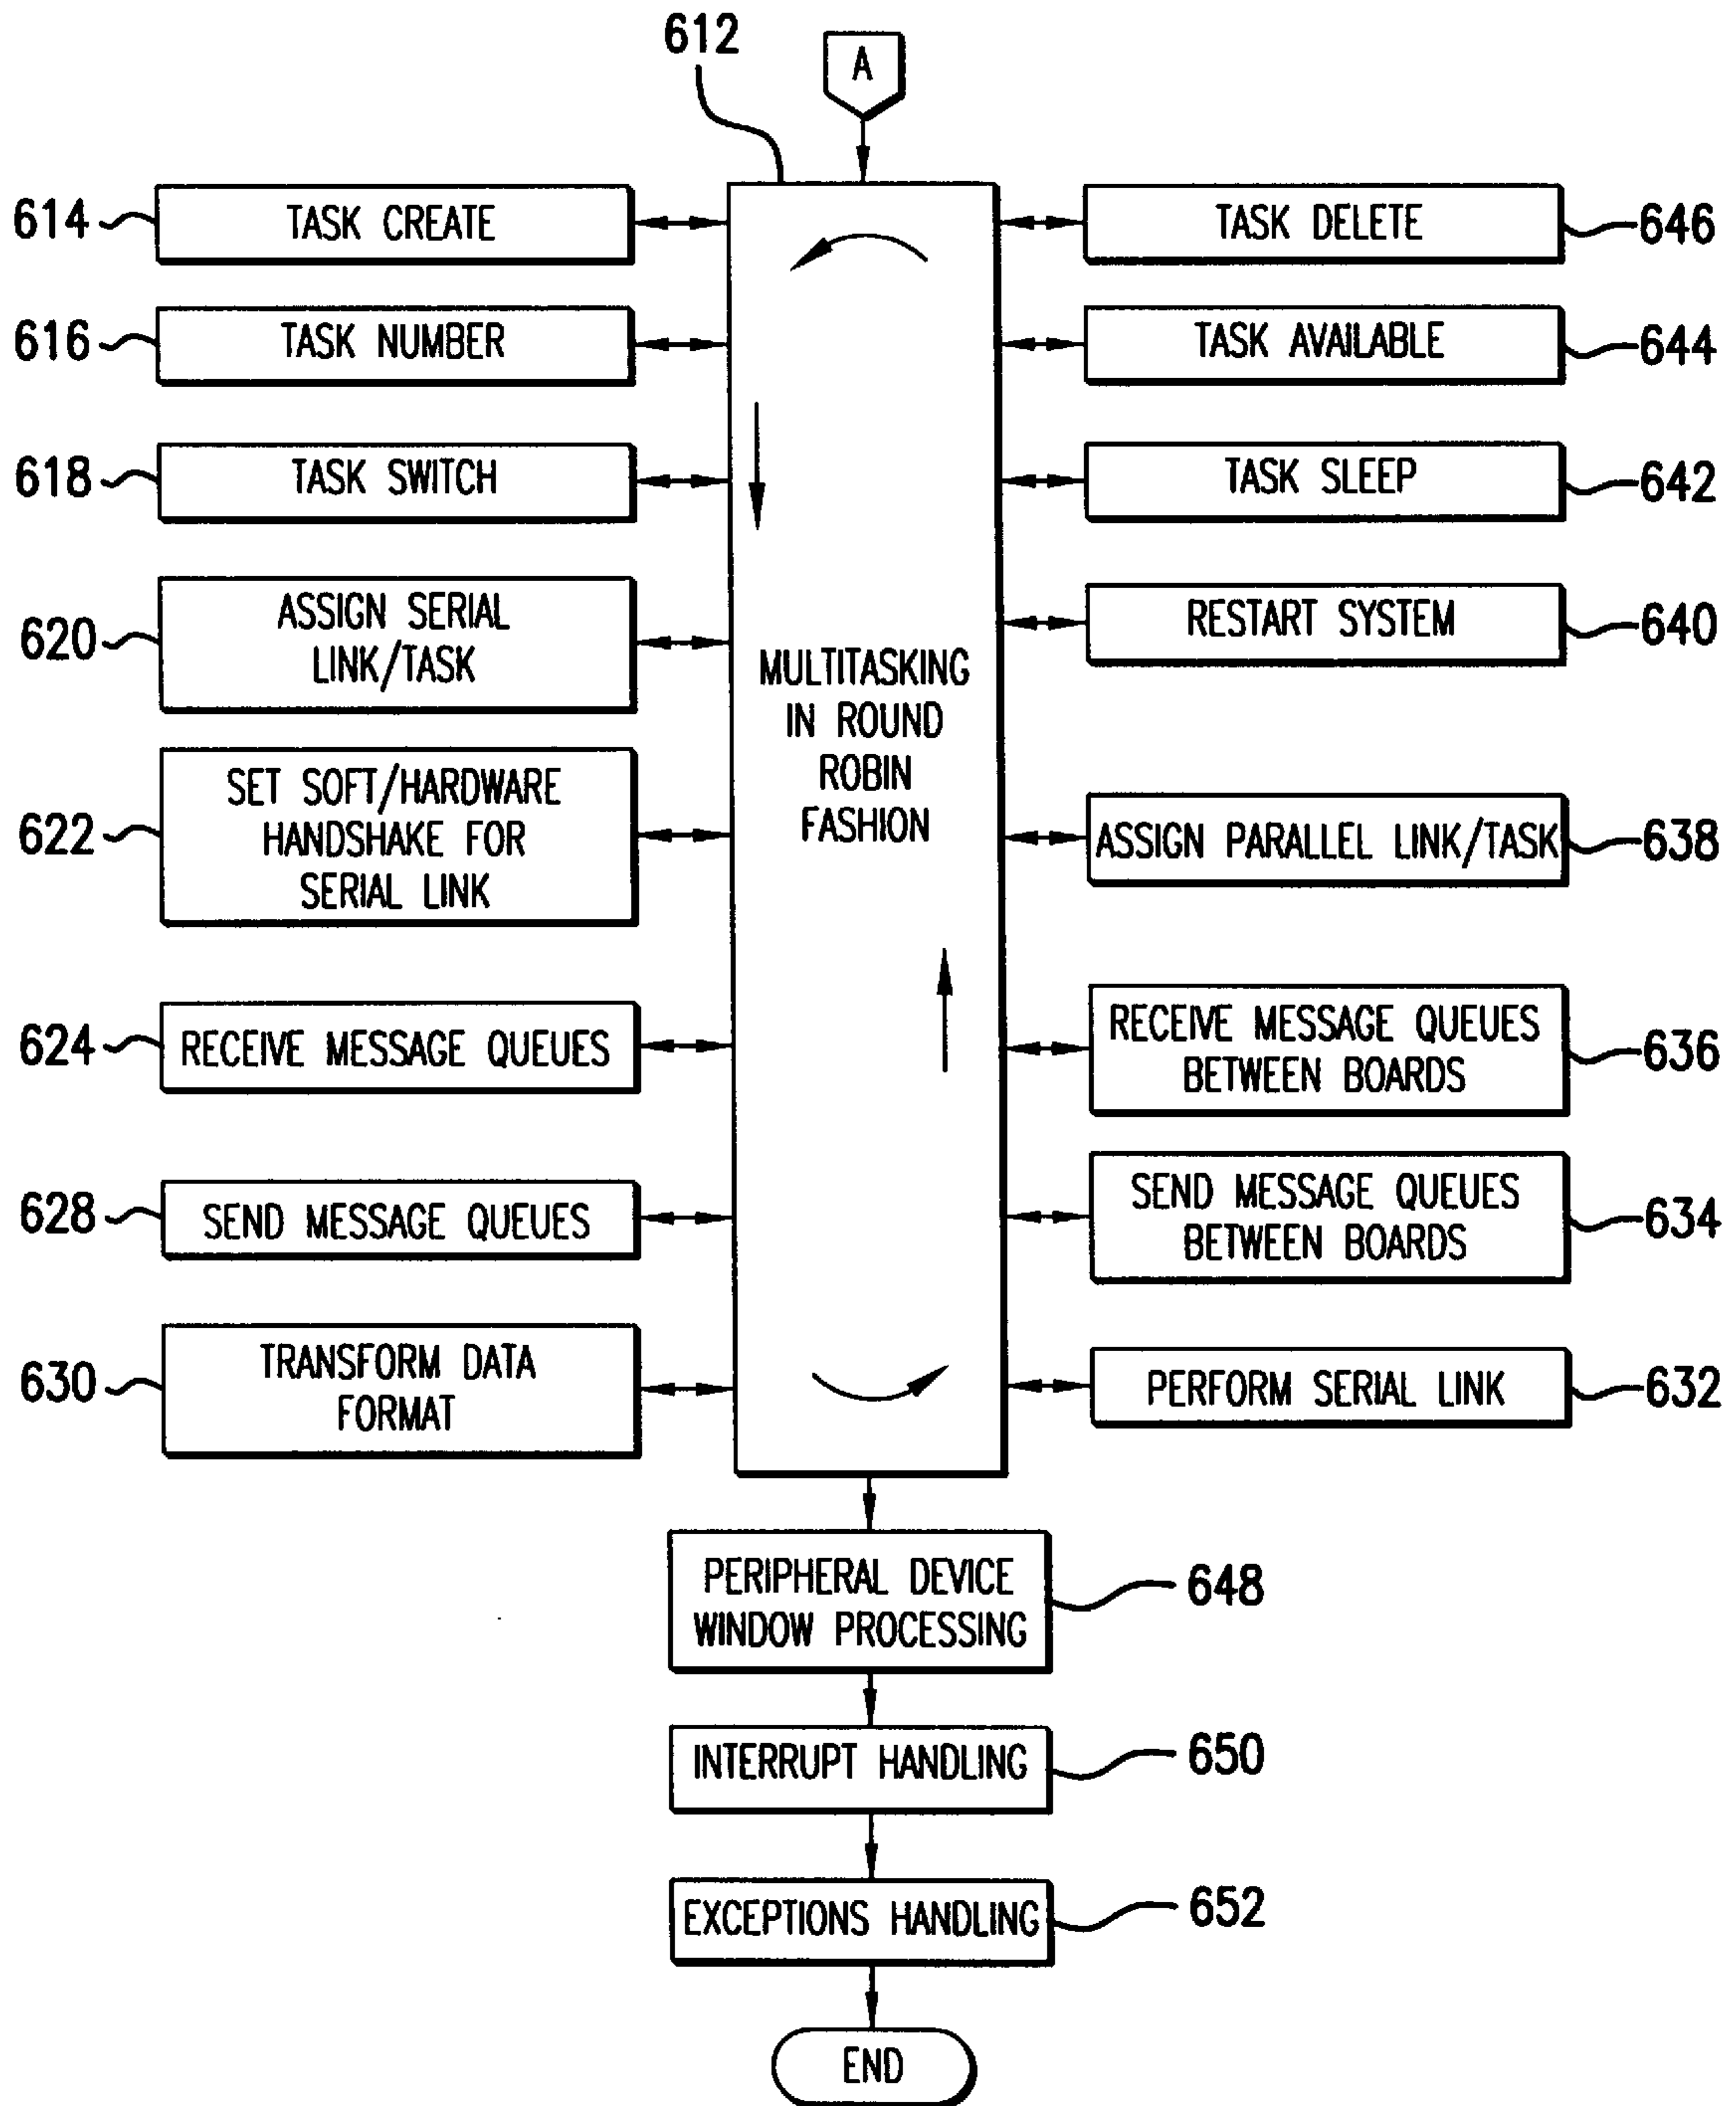 612
A
614
TASK CREATE
616
TASK NUMBER
618
TASK SWITCH
620
ASSIGN SERIAL
LINK/TASK
622
SET SOFT/HARDWARE
HANDSHAKE FOR
SERIAL LINK
624
RECEIVE MESSAGE QUEUES
628
SEND MESSAGE QUEUES
630
TRANSFORM DATA
FORMAT
MULTITASKING
IN ROUND
ROBIN
FASHION
TASK DELETE
646
TASK AVAILABLE
644
TASK SLEEP
642
RESTART SYSTEM
640
ASSIGN PARALLEL LINK/TASK
638
RECEIVE MESSAGE QUEUES
BETWEEN BOARDS
636
SEND MESSAGE QUEUES
BETWEEN BOARDS
634
PERFORM SERIAL LINK
632
PERIPHERAL DEVICE
WINDOW PROCESSING
648
INTERRUPT HANDLING
650
EXCEPTIONS HANDLING
652
END